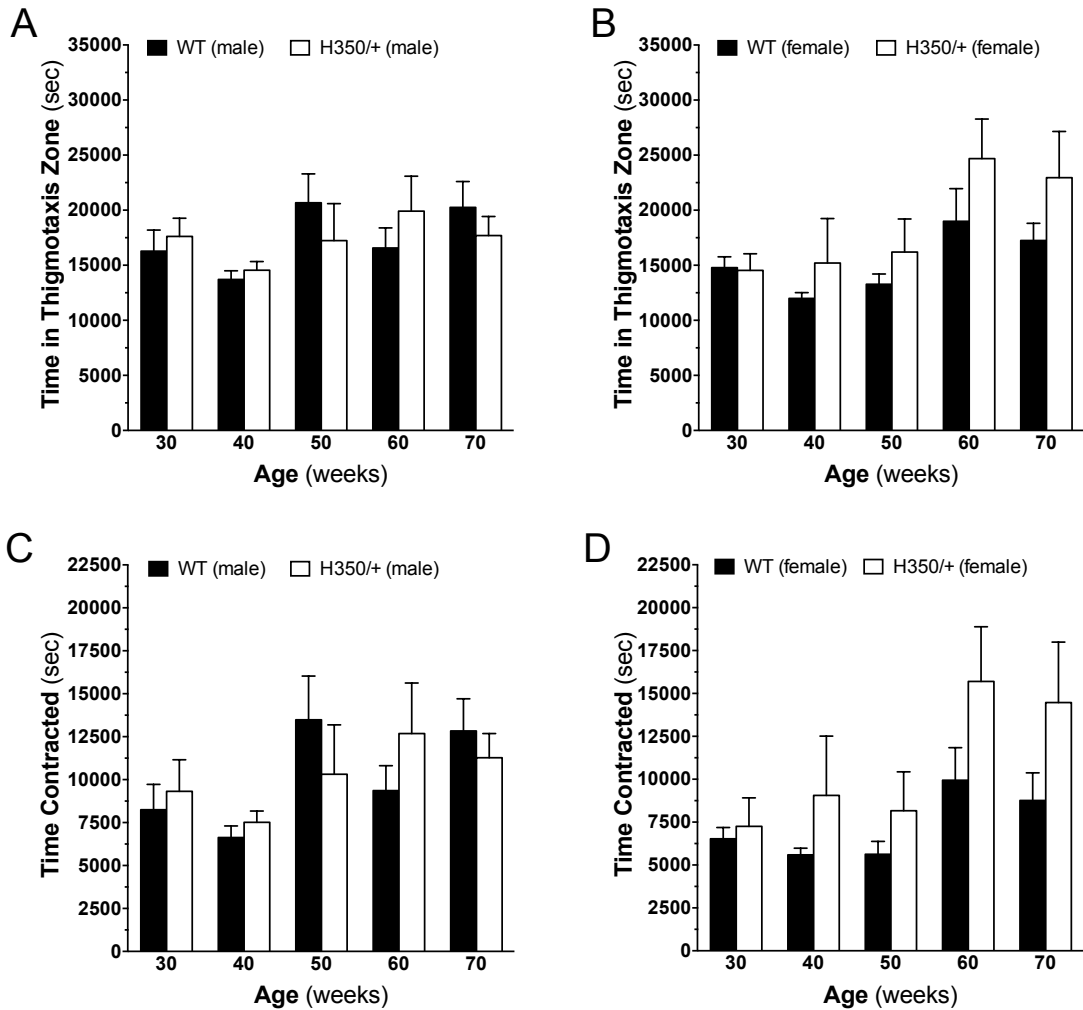 A
WT (male) H350/+ (male)
Time in Thigmotaxis Zone (sec)
35000
30000
25000
20000
15000
10000
5000
0
30 40 50 60 70
Age (weeks)
B
WT (female) H350/+ (female)
Time in Thigmotaxis Zone (sec)
35000
30000
25000
20000
15000
10000
5000
0
30 40 50 60 70
Age (weeks)
C
WT (male) H350/+ (male)
Time Contracted (sec)
22500
20000
17500
15000
12500
10000
7500
5000
2500
0
30 40 50 60 70
Age (weeks)
D
WT (female) H350/+ (female)
Time Contracted (sec)
22500
20000
17500
15000
12500
10000
7500
5000
2500
0
30 40 50 60 70
Age (weeks)